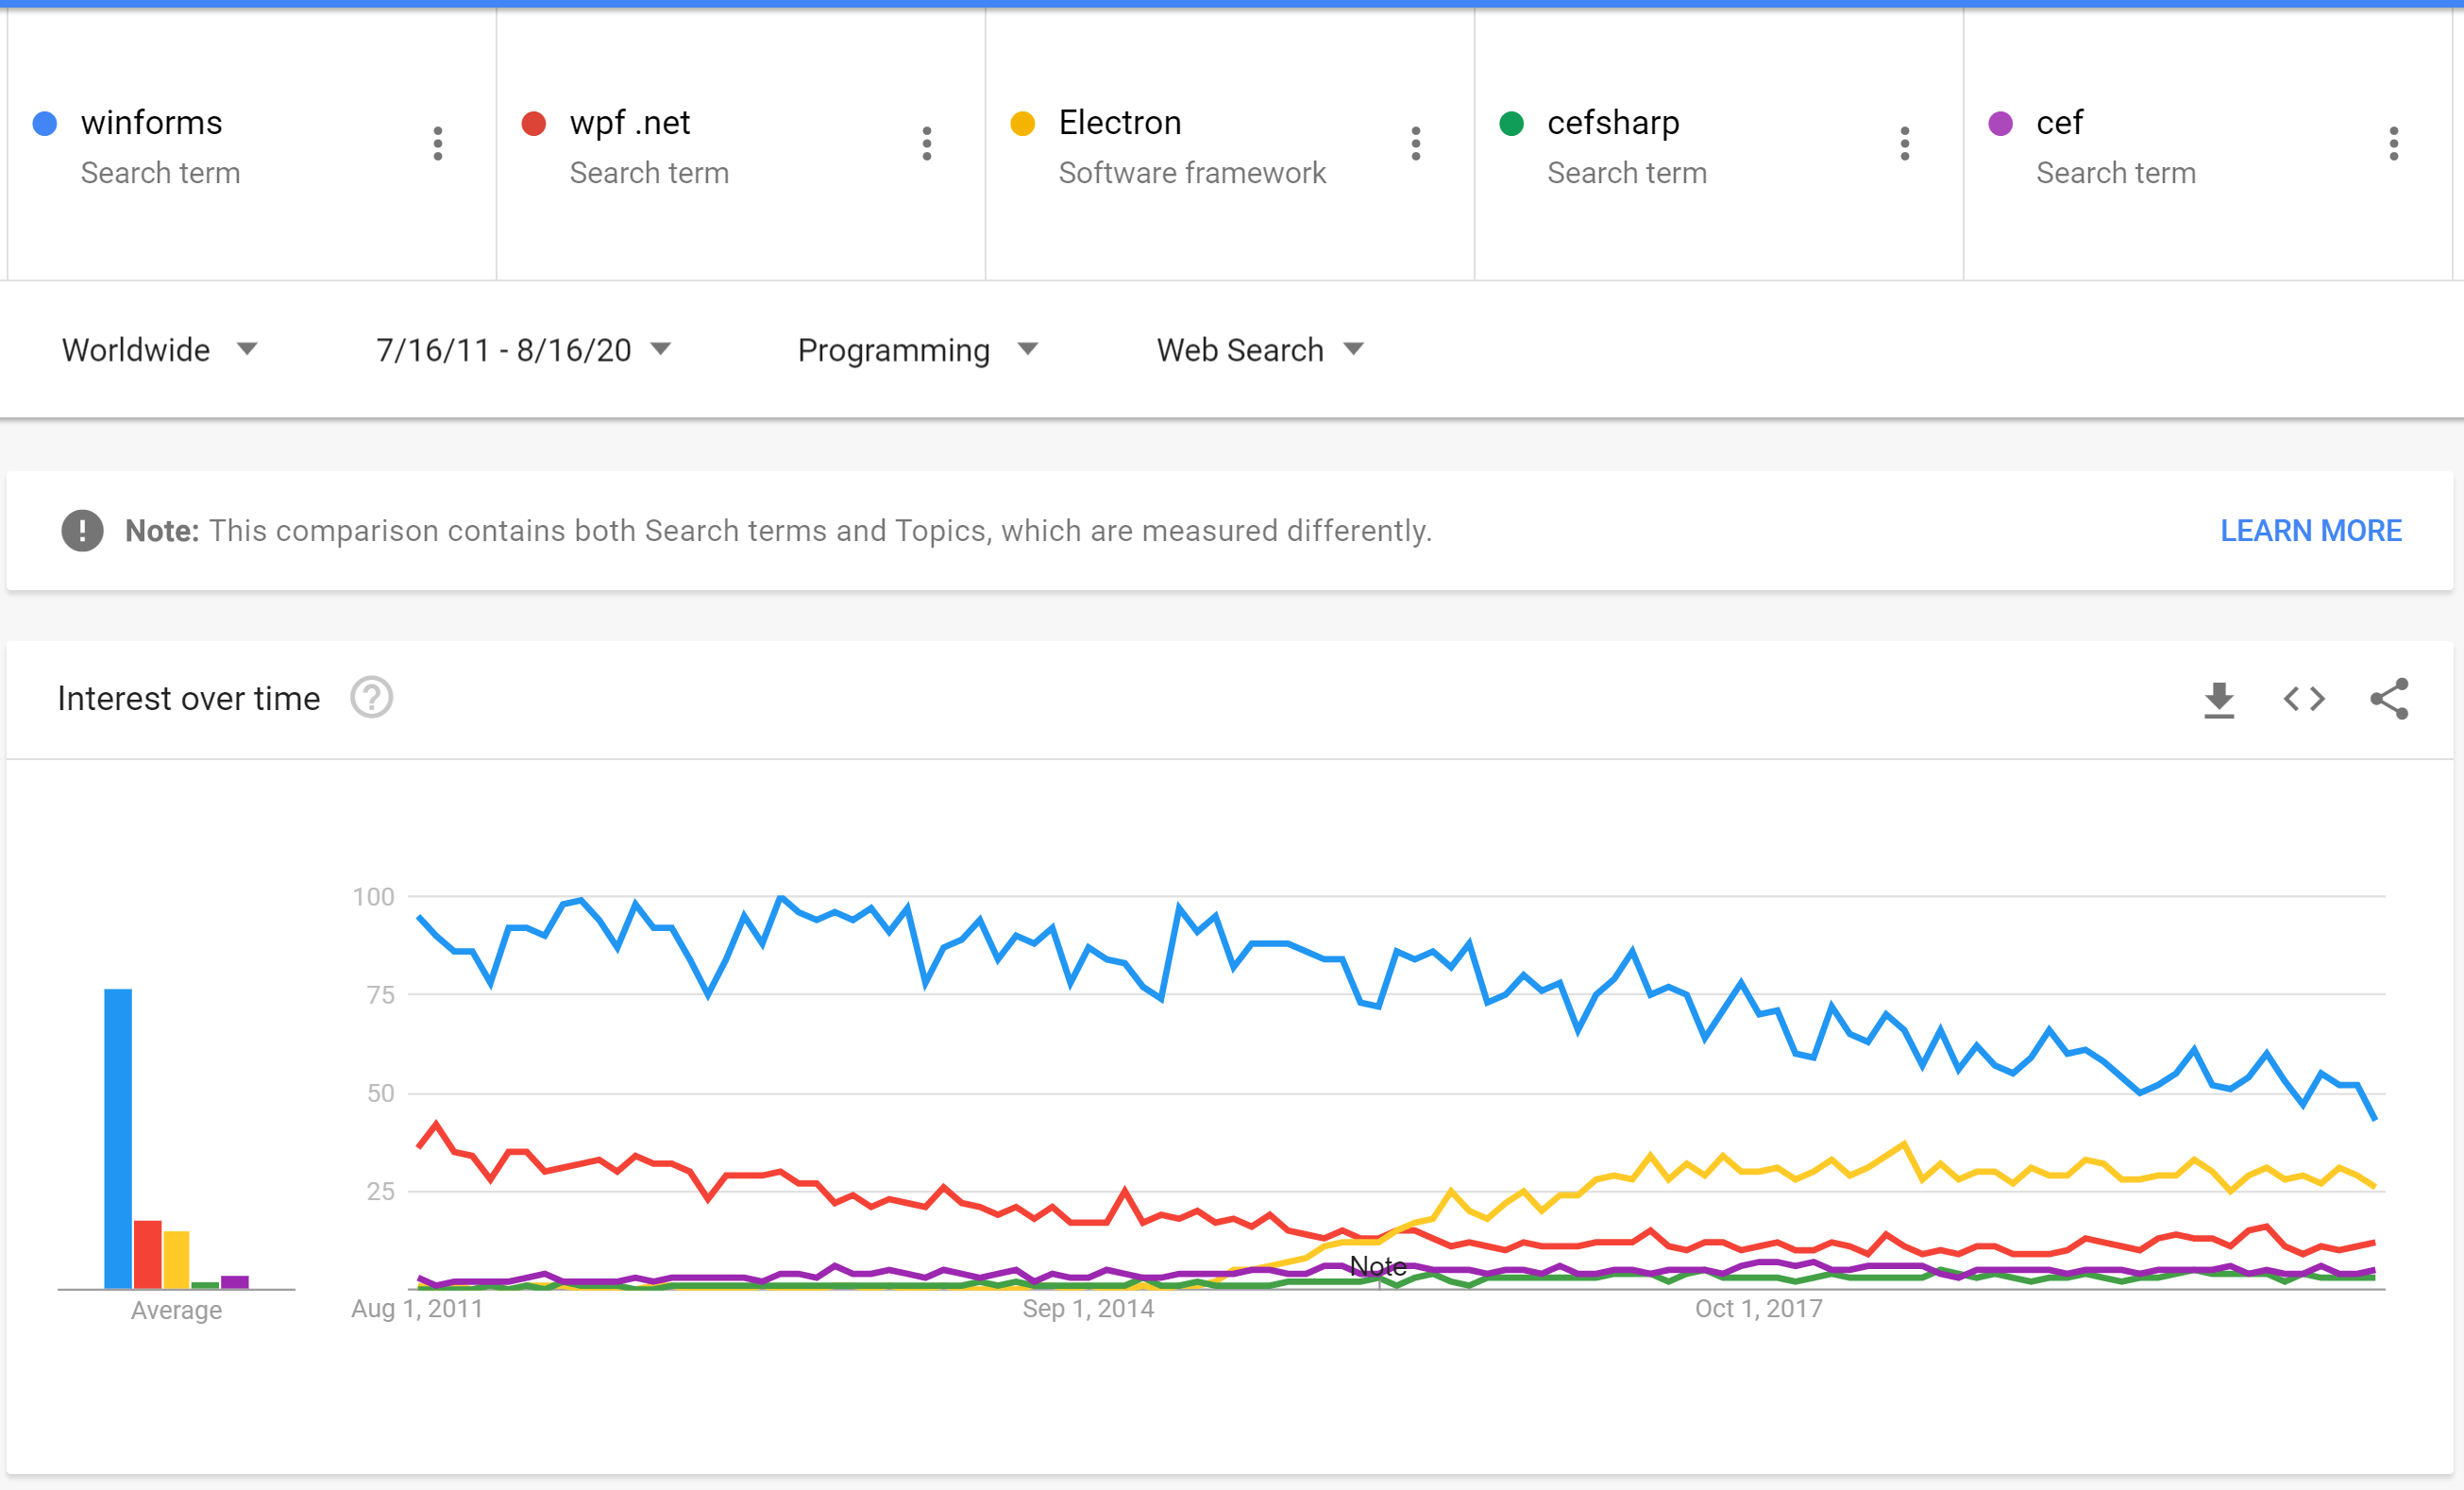 winforms
Search term
wpf .net
Search term
Electron
Software framework
cefsharp
Search term
cef
Search term
Worldwide
7/16/11 - 8/16/20
Programming
Web Search
Note: This comparison contains both Search terms and Topics, which are measured differently.
LEARN MORE
Interest over time
100
75
50
25
Note
Average
Aug 1, 2011
Sep 1, 2014
Oct 1, 2017